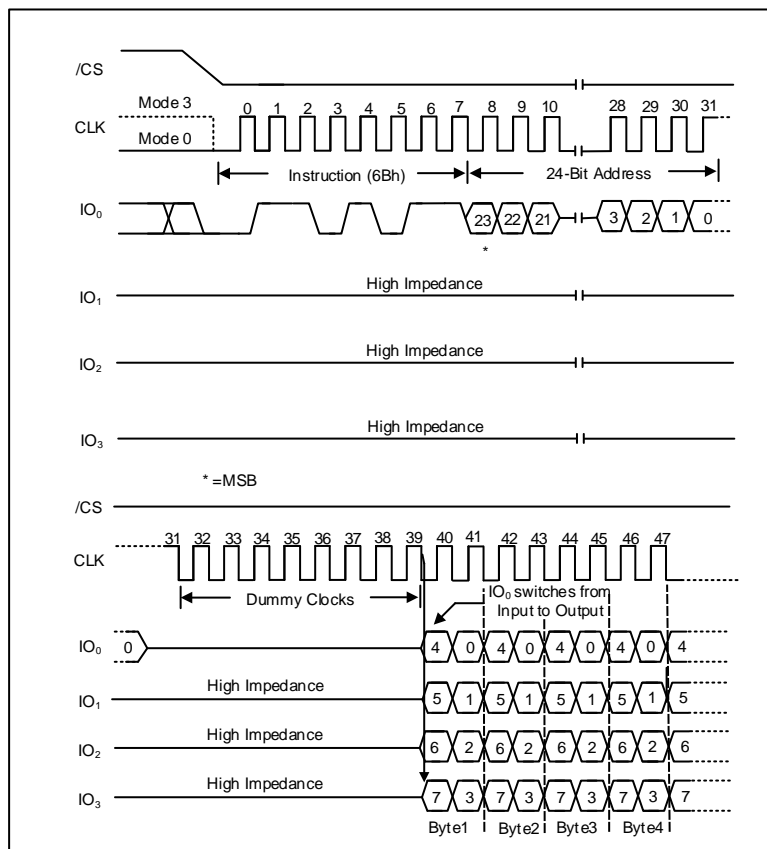 /CS
Mode 3
CLK
Mode 0
0 1 2 3 4 5 6 7 8 9 10 28 29 30 31
Instruction (6Bh) 24-Bit Address
IO0
23 22 21 3 2 1 0
*
High Impedance
IO1
High Impedance
IO2
High Impedance
IO3
* =MSB
/CS
31 32 33 34 35 36 37 38 39 40 41 42 43 44 45 46 47
CLK
Dummy Clocks
IO0 switches from
Input to Output
IO0 0 4 0 4 0 4 0 4 0 4
High Impedance
IO1 5 1 5 1 5 1 5 1 5
High Impedance
IO2 6 2 6 2 6 2 6 2 6
High Impedance
IO3 7 3 7 3 7 3 7 3 7
Byte1 Byte2 Byte3 Byte4